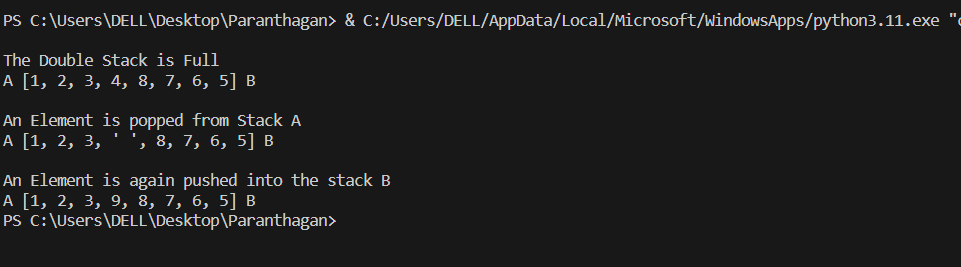 PS C:\Users\DELL\Desktop\Paranthagan> & C:/Users/DELL/AppData/Local/Microsoft/WindowsApps/python3.11.exe "c
The Double Stack is Full
A [1, 2, 3, 4, 8, 7, 6, 5] B
An Element is popped from Stack A
A [1, 2, 3, ' ', 8, 7, 6, 5] B
An Element is again pushed into the stack B
A [1, 2, 3, 9, 8, 7, 6, 5] B
PS C:\Users\DELL\Desktop\Paranthagan>